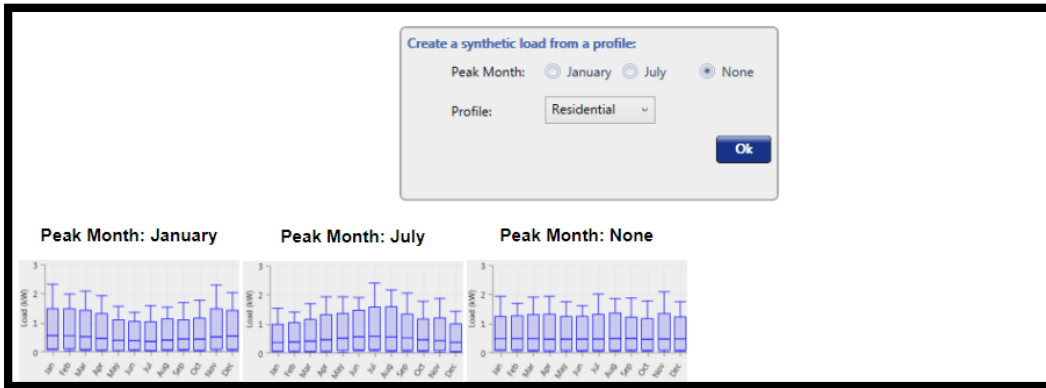 Create a synthetic load from a profile:
Peak Month: January July None
Profile: Residential
Ok
Peak Month: January Peak Month: July Peak Month: None
3 3 3
2 2 2
1 1 1
0 0 0
Load (kW) Load (kW) Load (kW)
Jan Feb Mar Apr May Jun Jul Aug Sep Oct Nov Dec Jan Feb Mar Apr May Jun Jul Aug Sep Oct Nov Dec Jan Feb Mar Apr May Jun Jul Aug Sep Oct Nov Dec